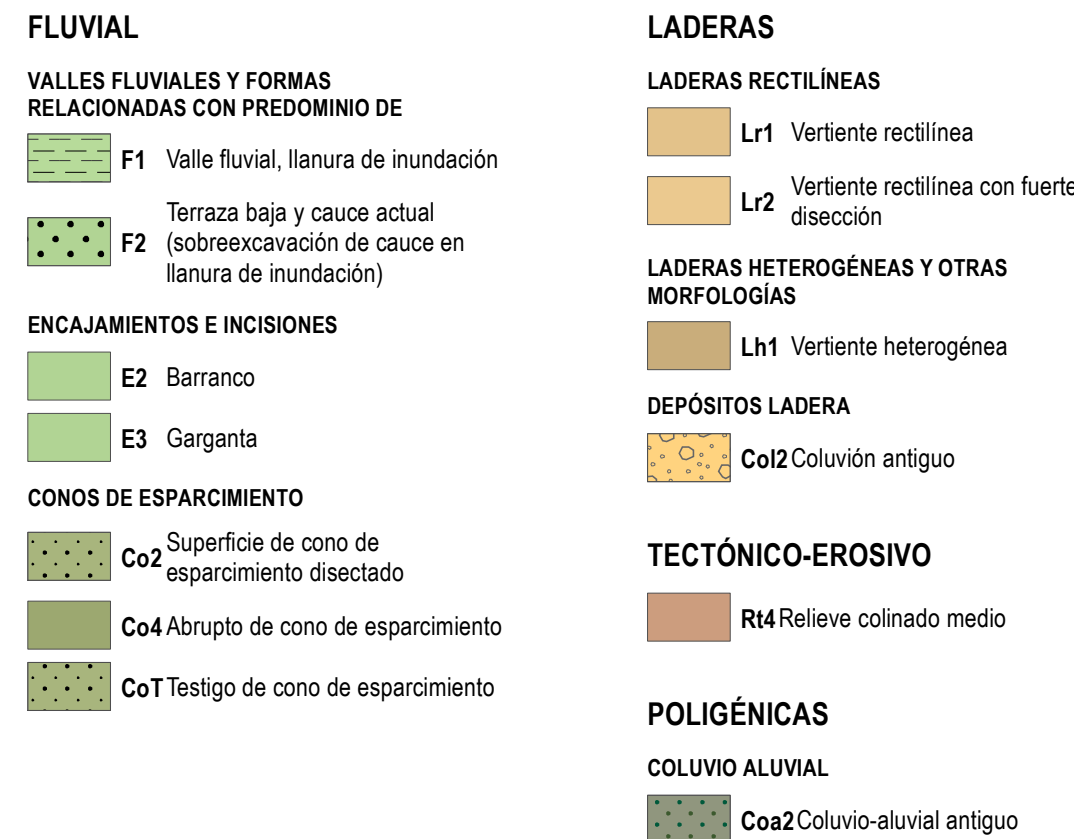 FLUVIAL
VALLES FLUVIALES Y FORMAS
RELACIONADAS CON PREDOMINIO DE
F1 Valle fluvial, llanura de inundación
F2 Terraza baja y cauce actual
(sobreexcavación de cauce en
llanura de inundación)
ENCAJAMIENTOS E INCISIONES
E2 Barranco
E3 Garganta
CONOS DE ESPARCIMIENTO
Co2 Superficie de cono de
esparcimiento disectado
Co4 Abrupto de cono de esparcimiento
CoT Testigo de cono de esparcimiento
LADERAS
LADERAS RECTILÍNEAS
Lr1 Vertiente rectilínea
Lr2 Vertiente rectilínea con fuerte
disección
LADERAS HETEROGÉNEAS Y OTRAS
MORFOLOGÍAS
Lh1 Vertiente heterogénea
DEPÓSITOS LADERA
Col2 Coluvión antiguo
TECTÓNICO-EROSIVO
Rt4 Relieve colinado medio
POLIGÉNICAS
COLUVIO ALUVIAL
Coa2 Coluvio-aluvial antiguo